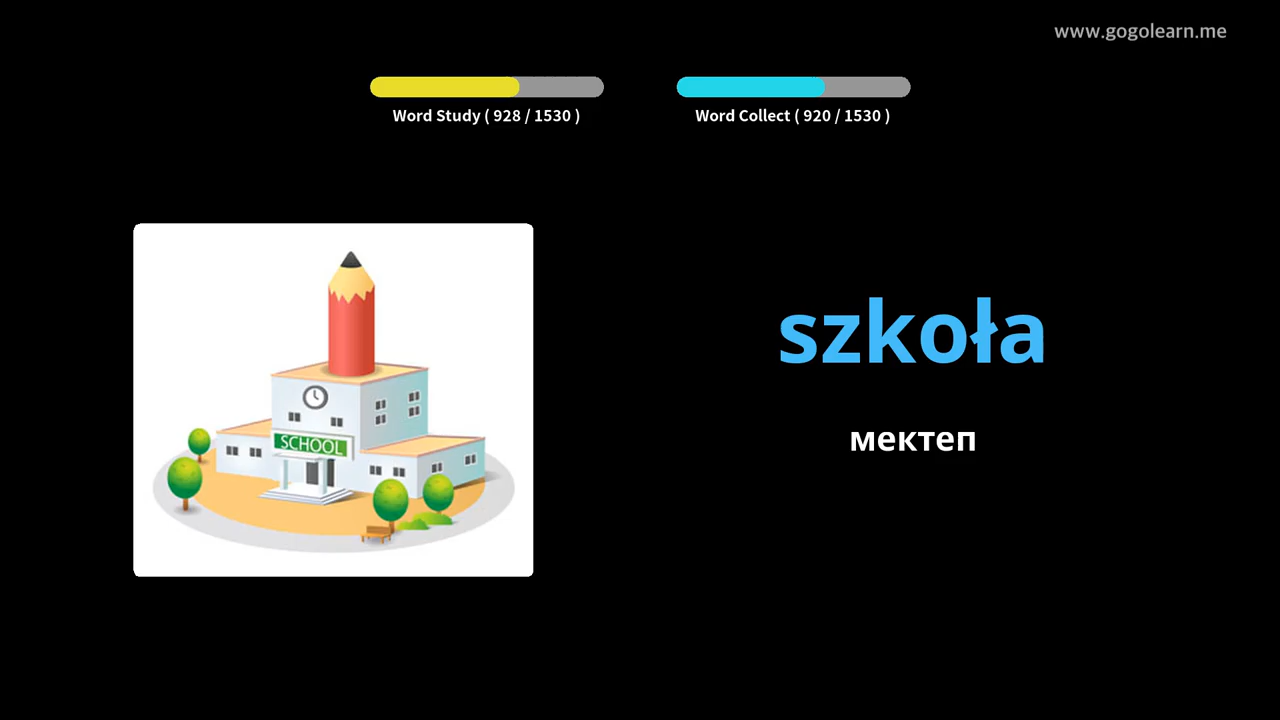 www.gogolearn.me
Word Study ( 928 / 1530 )
Word Collect ( 920 / 1530 )
SCHOOL
szkoła
мектеп